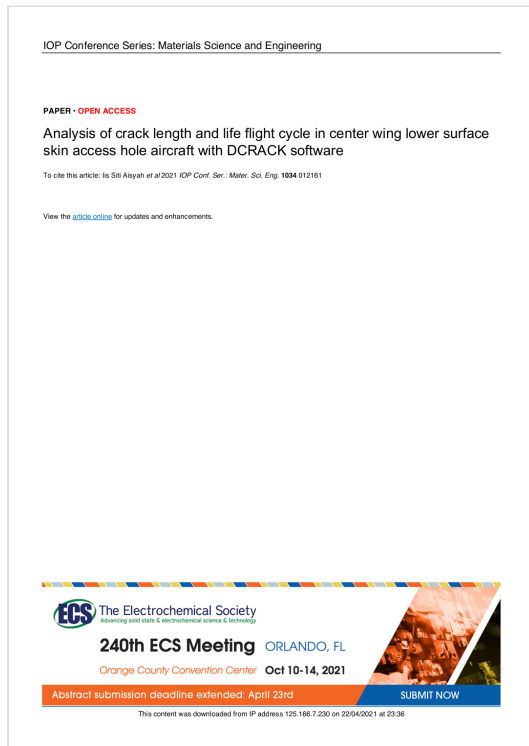 IOP Conference Series: Materials Science and Engineering
PAPER • OPEN ACCESS
Analysis of crack length and life flight cycle in center wing lower surface
skin access hole aircraft with DCRACK software
To cite this article: Iis Siti Aisyah et al 2021 IOP Conf. Ser.: Mater. Sci. Eng. 1034 012161
View the article online for updates and enhancements.
ECS The Electrochemical Society
Advancing solid state & electrochemical science & technology
240th ECS Meeting ORLANDO, FL
Orange County Convention Center Oct 10-14, 2021
Abstract submission deadline extended: April 23rd SUBMIT NOW
This content was downloaded from IP address 125.166.7.230 on 22/04/2021 at 23:36